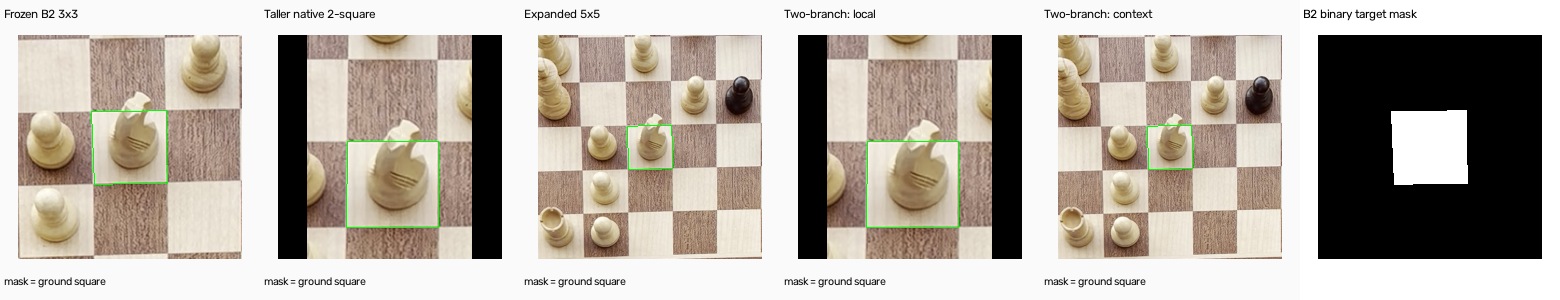 Frozen B2 3x3
Taller native 2-square
Expanded 5x5
Two-branch: local
Two-branch: context
B2 binary target mask
mask = ground square
mask = ground square
mask = ground square
mask = ground square
mask = ground square